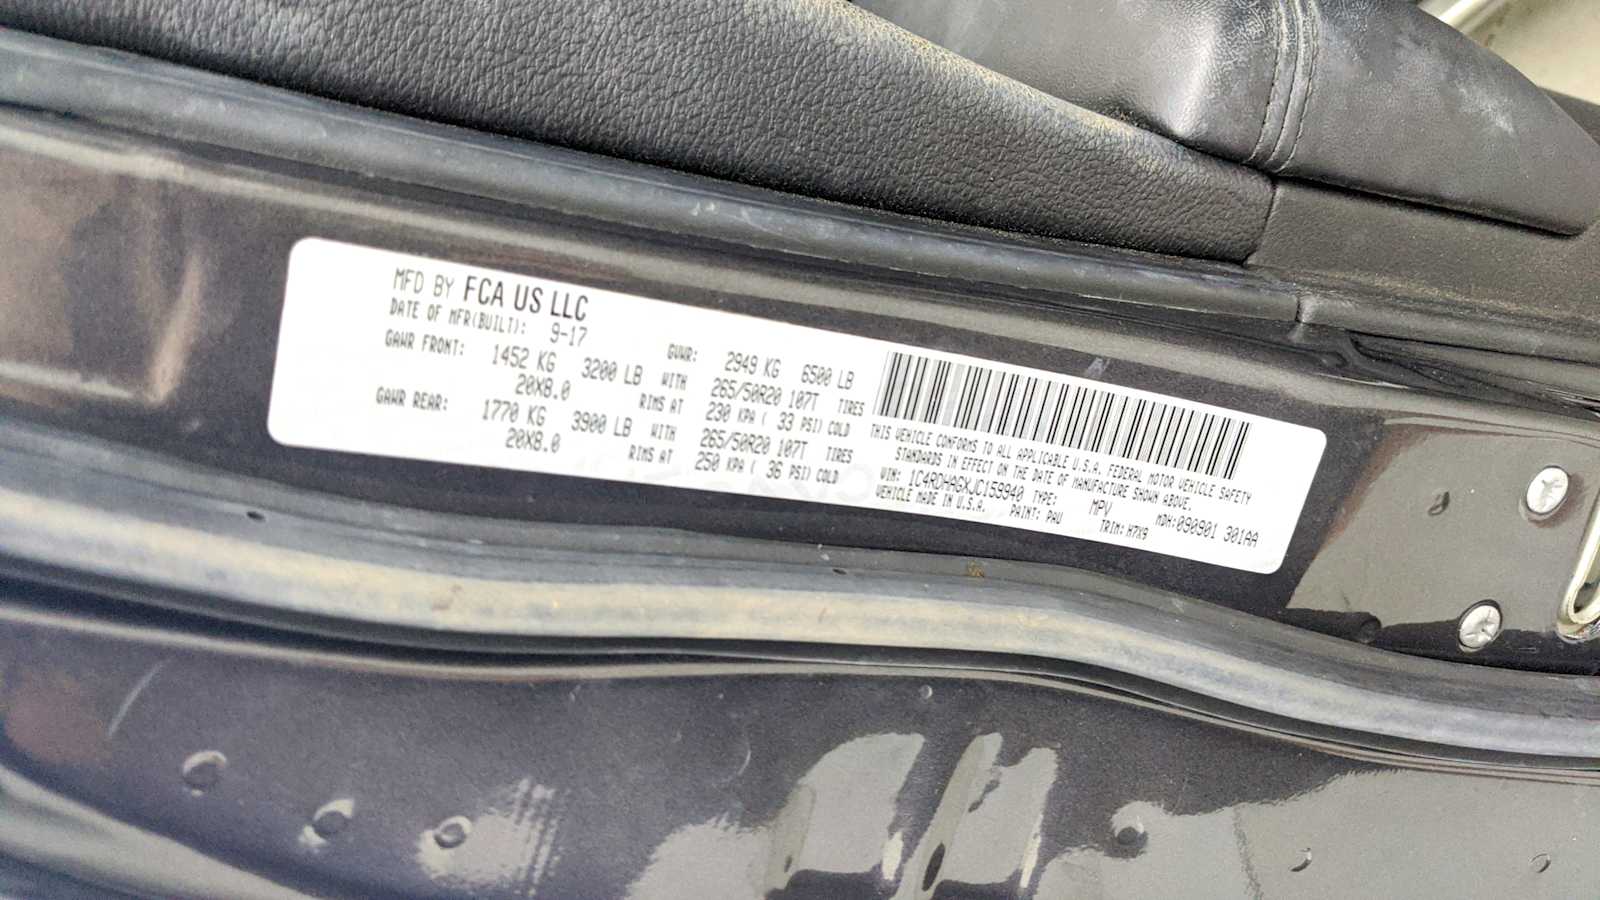 MFD BY FCA US LLC
DATE OF MFR(BUILT): 9-17
GVWR: 2949 KG 6500 LB
GAWR FRONT: 1452 KG 3200 LB WITH 265/50R20 107T TIRES
20X8.0 RIMS AT 230 KPA ( 33 PSI) COLD
GAWR REAR: 1770 KG 3900 LB WITH 265/50R20 107T TIRES
20X8.0 RIMS AT 250 KPA ( 36 PSI) COLD
THIS VEHICLE CONFORMS TO ALL APPLICABLE U.S.A. FEDERAL MOTOR VEHICLE SAFETY
STANDARDS IN EFFECT ON THE DATE OF MANUFACTURE SHOWN ABOVE.
VIN: 1C4RDHAGXJC159940 TYPE: MPV MDH:090901 301AA
VEHICLE MADE IN U.S.A. PAINT: PAU TRIM: H7X9